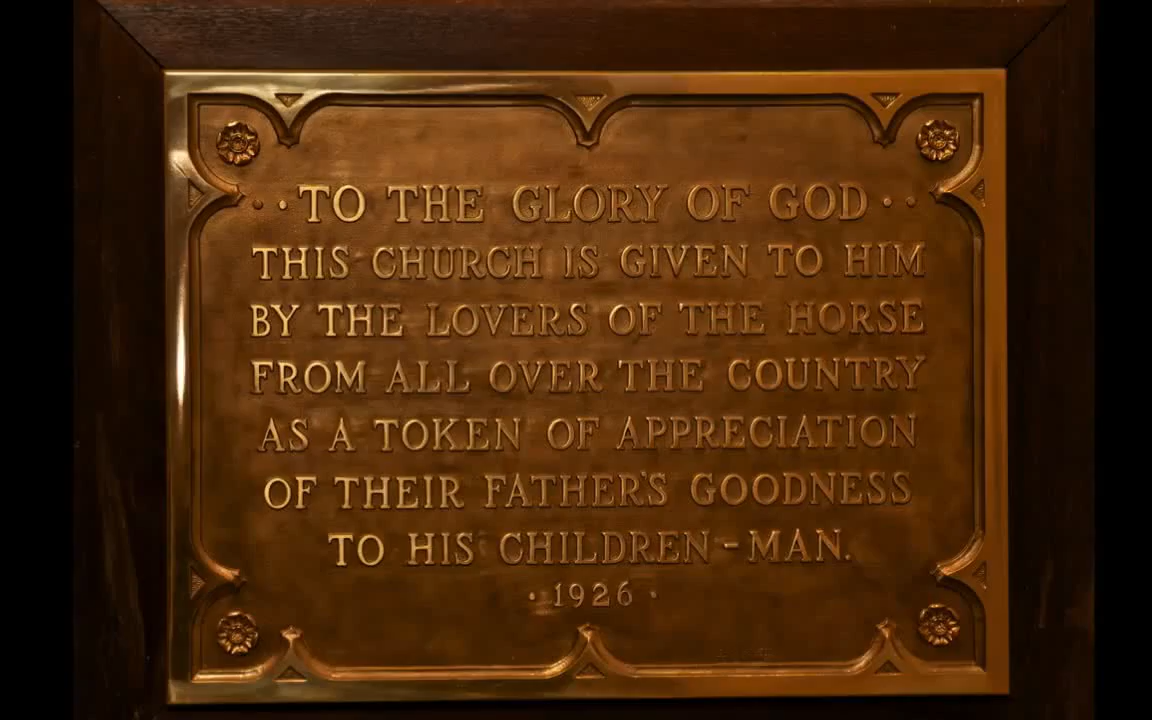 · · TO THE GLORY OF GOD · ·
THIS CHURCH IS GIVEN TO HIM
BY THE LOVERS OF THE HORSE
FROM ALL OVER THE COUNTRY
AS A TOKEN OF APPRECIATION
OF THEIR FATHER'S GOODNESS
TO HIS CHILDREN - MAN.
· 1926 ·